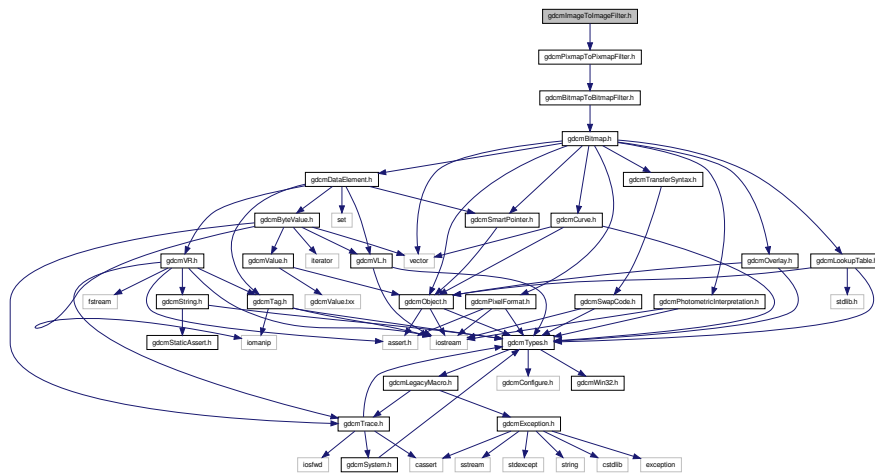 gdcmImageToImageFilter.h
gdcmPixmapToPixmapFilter.h
gdcmBitmapToBitmapFilter.h
gdcmBitmap.h
gdcmDataElement.h
gdcmTransferSyntax.h
gdcmByteValue.h
set
gdcmSmartPointer.h
gdcmCurve.h
gdcmVR.h
gdcmValue.h
iterator
gdcmVL.h
vector
gdcmOverlay.h
gdcmLookupTable.h
fstream
gdcmString.h
gdcmTag.h
gdcmValue.txx
gdcmObject.h
gdcmPixelFormat.h
gdcmSwapCode.h
gdcmPhotometricInterpretation.h
stdlib.h
gdcmStaticAssert.h
iomanip
assert.h
iostream
gdcmTypes.h
gdcmLegacyMacro.h
gdcmConfigure.h
gdcmWin32.h
gdcmTrace.h
gdcmException.h
iosfwd
gdcmSystem.h
cassert
sstream
stdexcept
string
cstdlib
exception